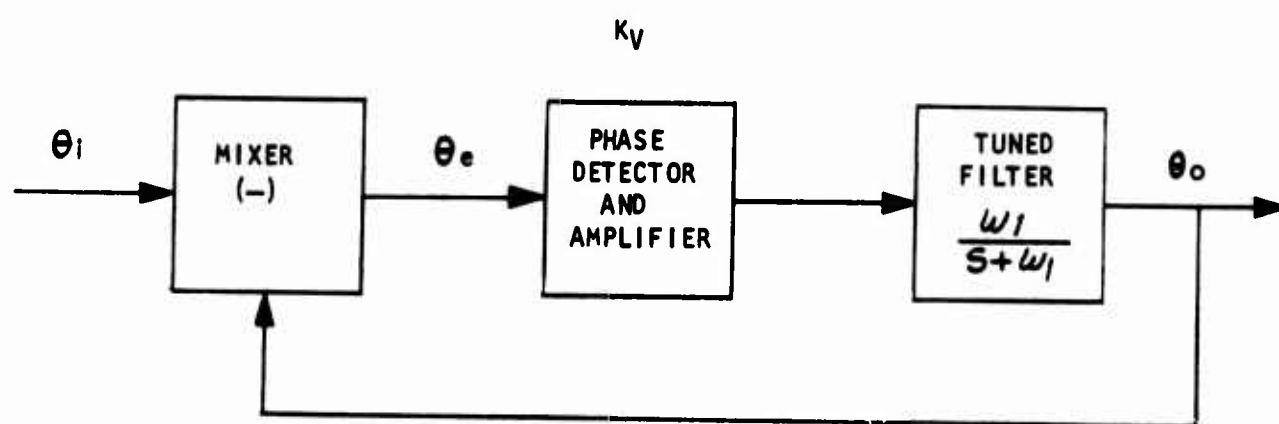 K_V
θi
MIXER
(—)
θe
PHASE
DETECTOR
AND
AMPLIFIER
TUNED
FILTER
ω1
S+ω1
θo